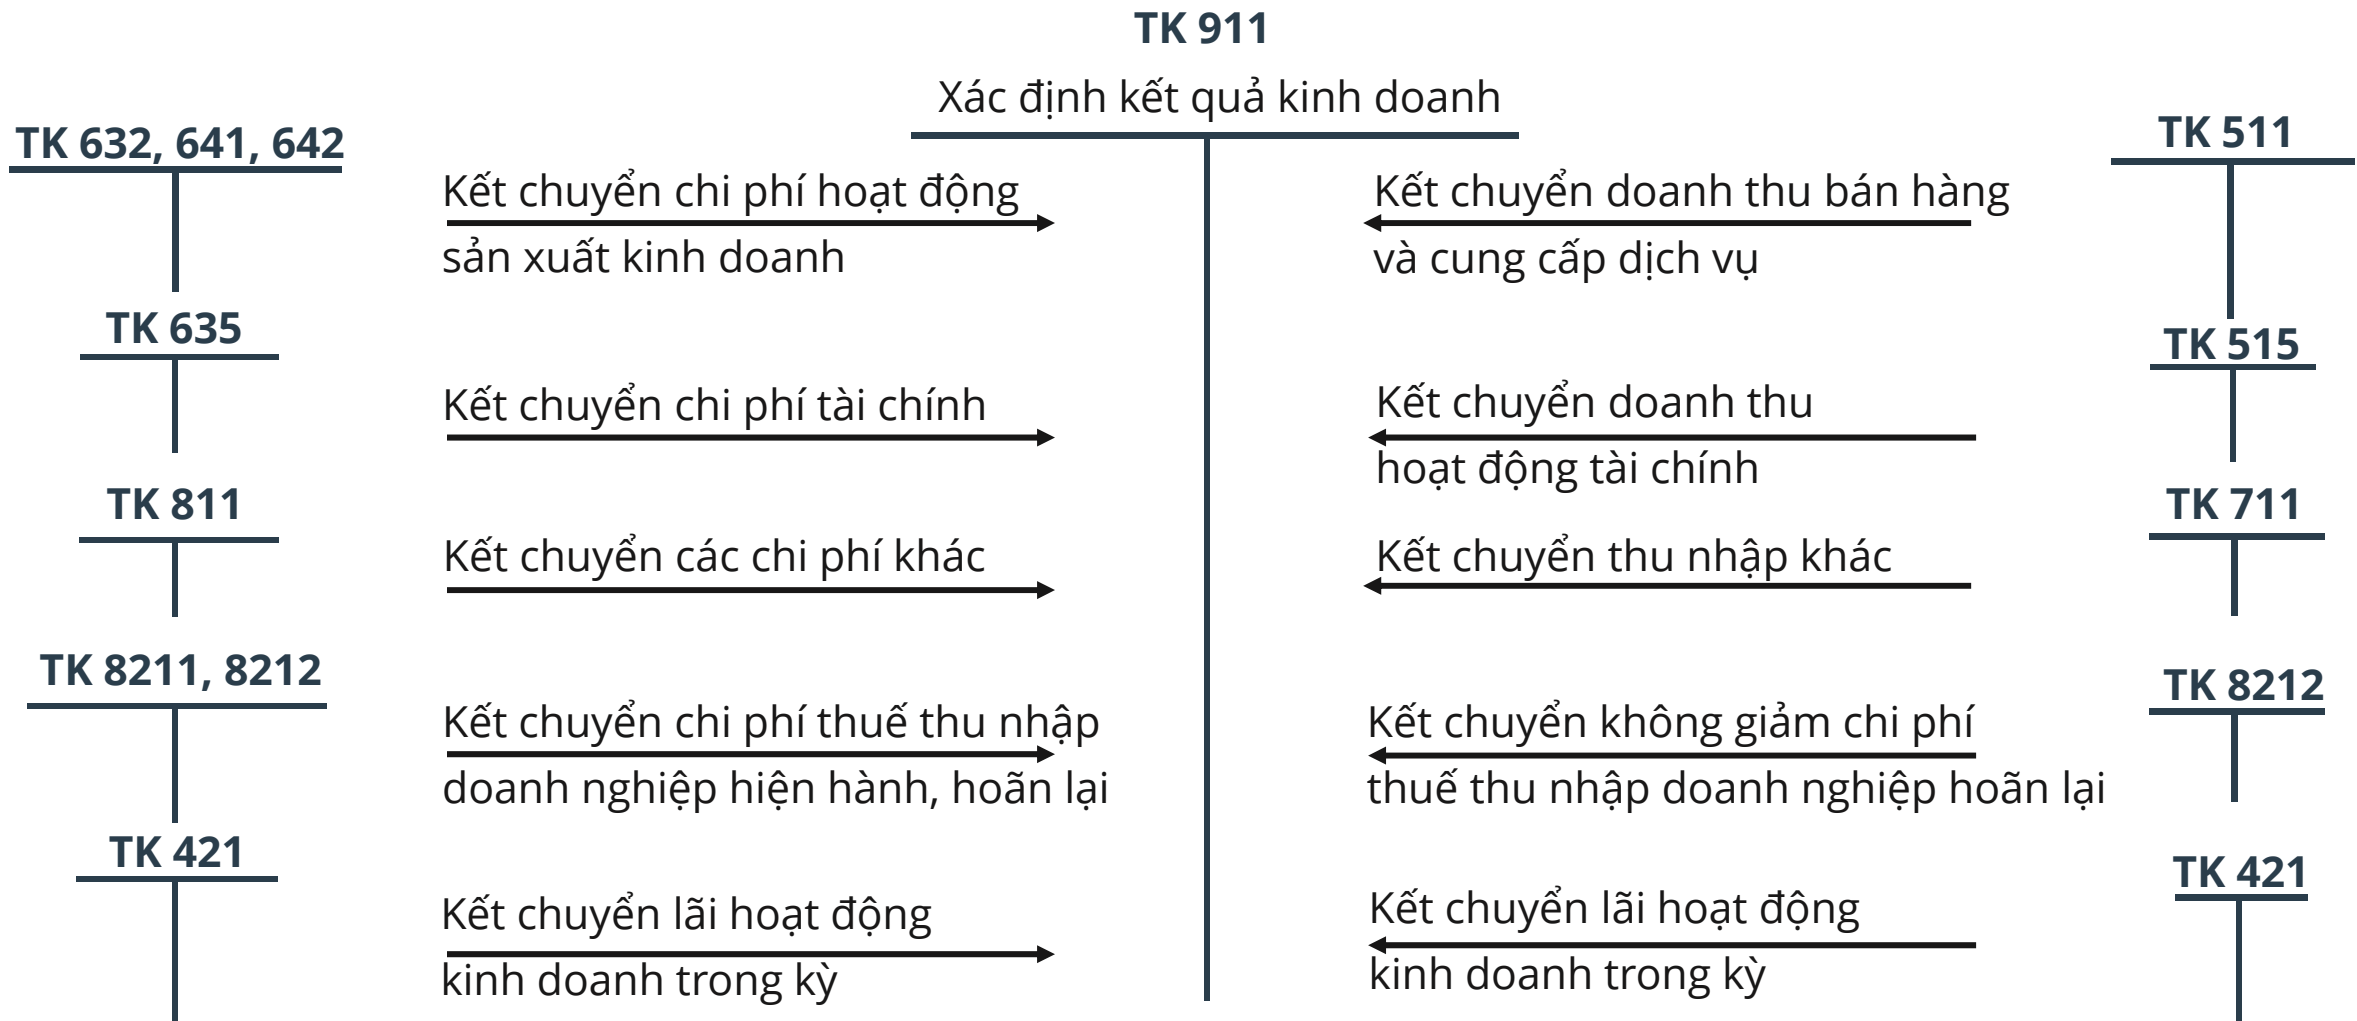 TK 911
Xác định kết quả kinh doanh
TK 632, 641, 642
Kết chuyển chi phí hoạt động
sản xuất kinh doanh
TK 635
Kết chuyển chi phí tài chính
TK 811
Kết chuyển các chi phí khác
TK 8211, 8212
Kết chuyển chi phí thuế thu nhập
doanh nghiệp hiện hành, hoãn lại
TK 421
Kết chuyển lãi hoạt động
kinh doanh trong kỳ
TK 511
Kết chuyển doanh thu bán hàng
và cung cấp dịch vụ
TK 515
Kết chuyển doanh thu
hoạt động tài chính
TK 711
Kết chuyển thu nhập khác
TK 8212
Kết chuyển không giảm chi phí
thuế thu nhập doanh nghiệp hoãn lại
TK 421
Kết chuyển lãi hoạt động
kinh doanh trong kỳ